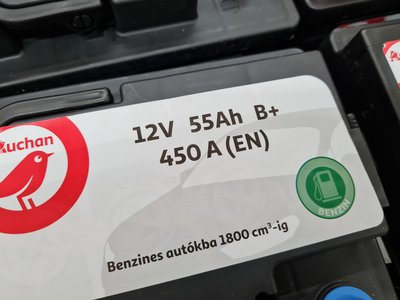 Auchan
12V 55Ah B+
450 A (EN)
BENZIN
Benzines autókba 1800 cm³-ig